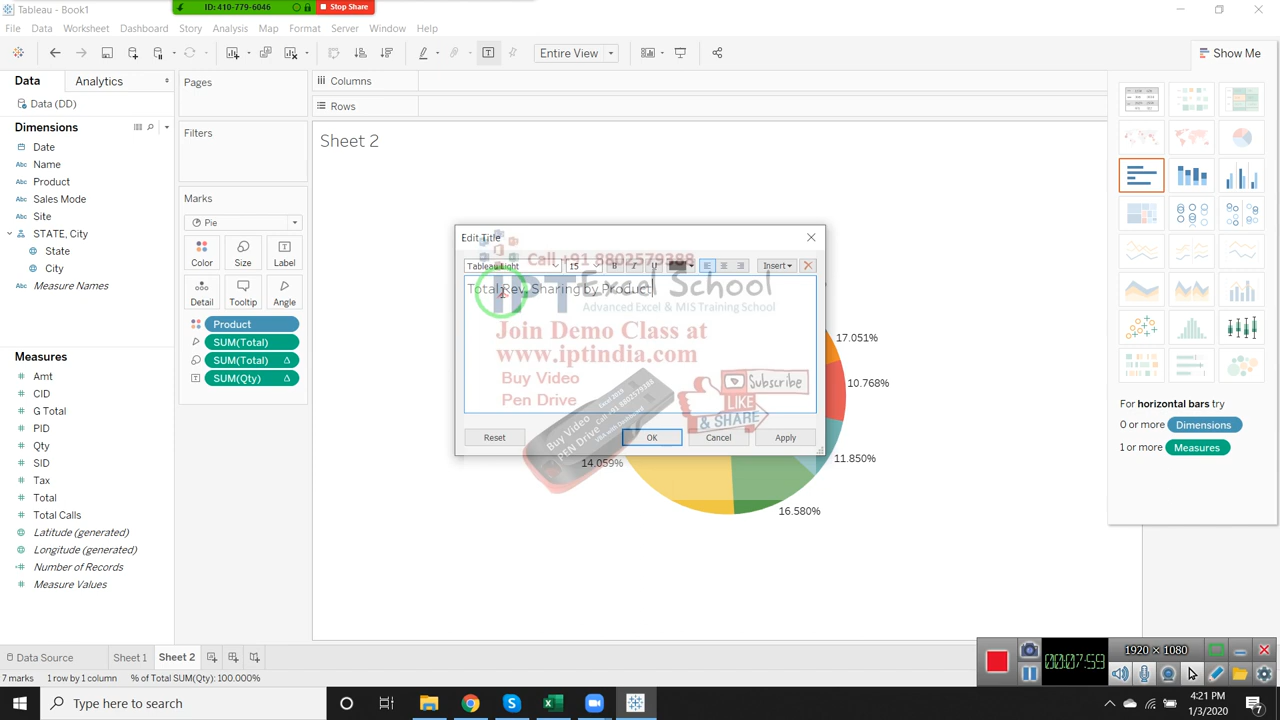 Tableau - Book1
ID: 410-779-6046
Stop Share
File Data Worksheet Dashboard Story Analysis Map Format Server Window Help
Entire View
Show Me
Data
Analytics
Pages
Columns
Data (DD)
Rows
Dimensions
Filters
Sheet 2
Date
Name
Product
Sales Mode
Marks
Site
Pie
STATE, City
State
Color
Size
Label
City
Measure Names
Detail
Tooltip
Angle
Product
SUM(Total)
SUM(Total)
SUM(Qty)
Measures
Amt
CID
G Total
PID
Qty
SID
Tax
Total
Total Calls
Latitude (generated)
Longitude (generated)
Number of Records
Measure Values
Edit Title
Tableau Light
15
B I U
Insert
Call +91 8802579388
Total Rev. Sharing by Product
IPT Excel School
Advanced Excel & MIS Training School
Join Demo Class at
www.iptindia.com
Buy Video
Pen Drive
Excel 2013
Buy Video
PEN Drive
Subscribe
LIKE
& SHARE
Reset
OK
Cancel
Apply
17.051%
10.768%
11.850%
14.059%
16.580%
For horizontal bars try
0 or more Dimensions
1 or more Measures
Data Source
Sheet 1
Sheet 2
7 marks
1 row by 1 column
% of Total SUM(Qty): 100.000%
00:07:59
1920 × 1080
Type here to search
4:21 PM
1/3/2020
7